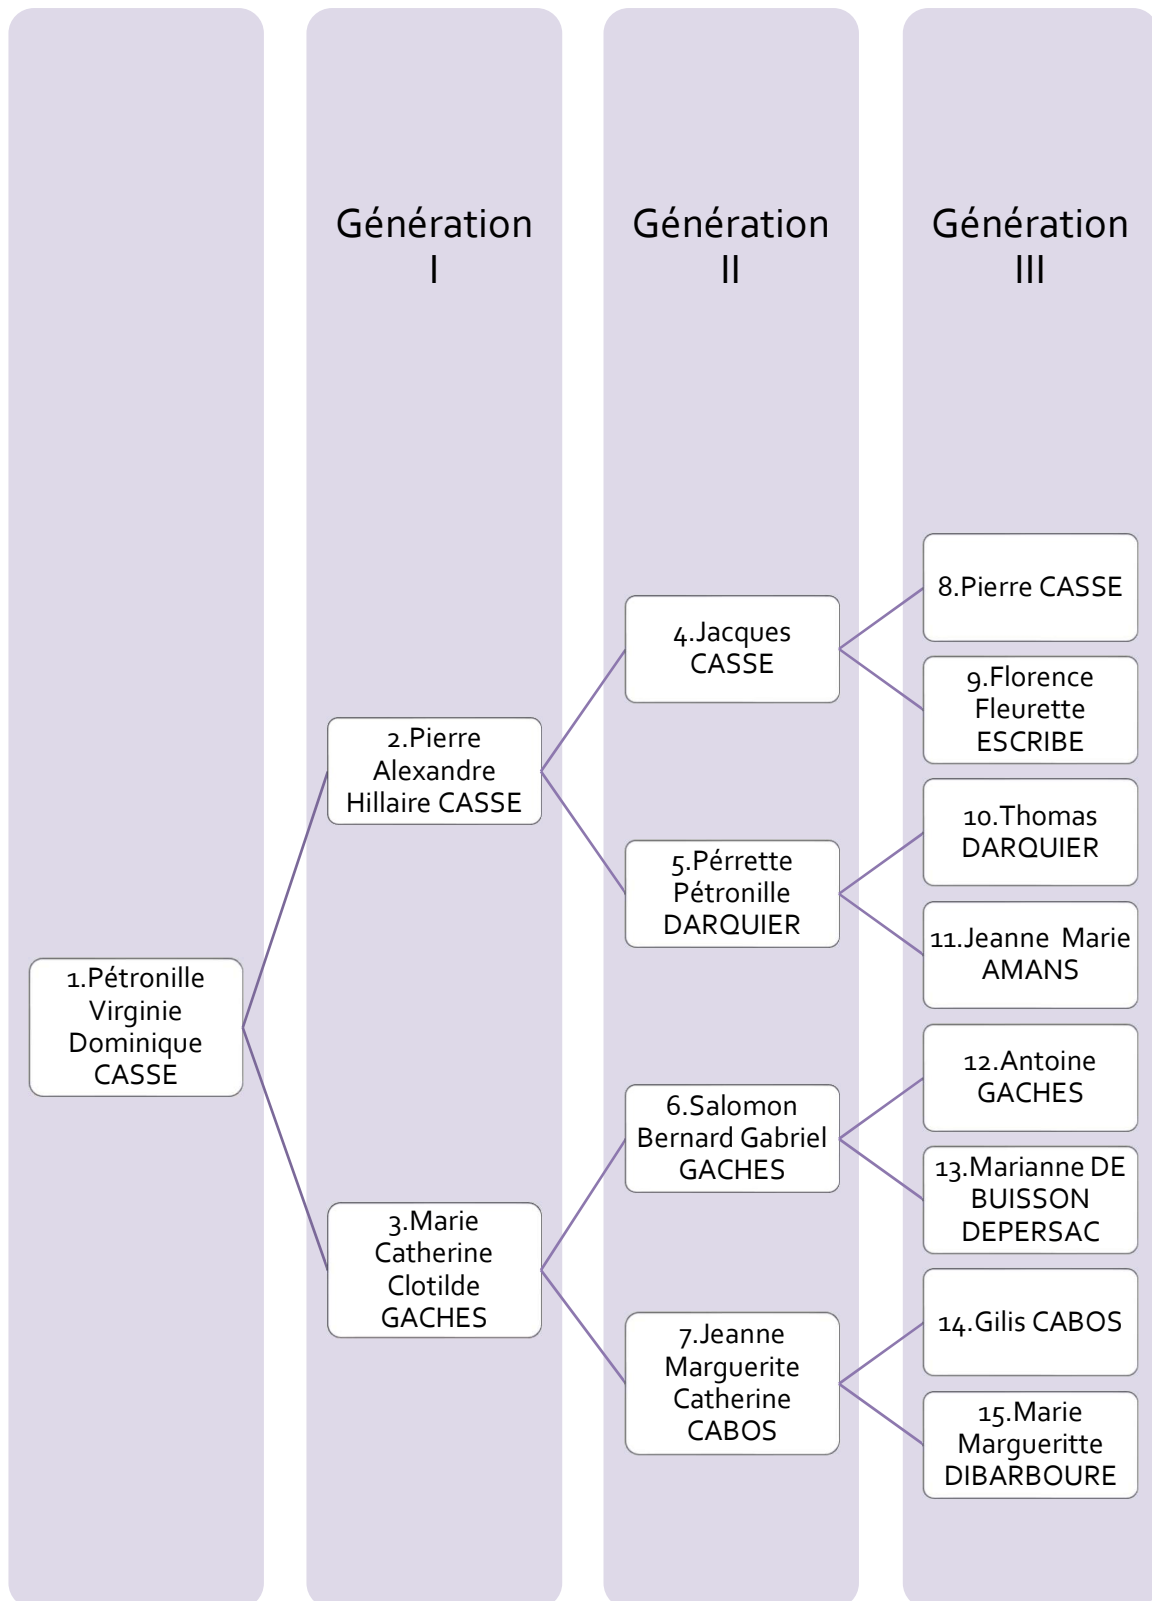 Génération
I
Génération
II
Génération
III
1.Pétronille
Virginie
Dominique
CASSE
2.Pierre
Alexandre
Hillaire CASSE
3.Marie
Catherine
Clotilde
GACHES
4.Jacques
CASSE
5.Pérrette
Pétronille
DARQUIER
6.Salomon
Bernard Gabriel
GACHES
7.Jeanne
Marguerite
Catherine
CABOS
8.Pierre CASSE
9.Florence
Fleurette
ESCRIBE
10.Thomas
DARQUIER
11.Jeanne  Marie
AMANS
12.Antoine
GACHES
13.Marianne DE
BUISSON
DEPERSAC
14.Gilis CABOS
15.Marie
Margueritte
DIBARBOURE